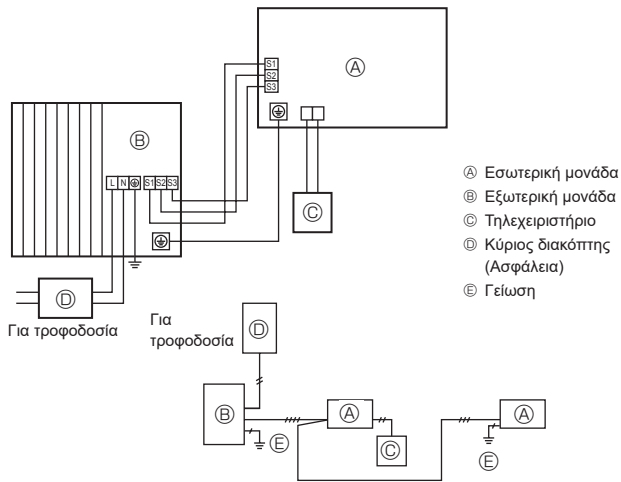 S1
S2
S3
Ⓐ
Ⓑ
L N S1 S2 S3
Ⓒ
Ⓓ
Για τροφοδοσία
Ⓐ Εσωτερική μονάδα
Ⓑ Εξωτερική μονάδα
Ⓒ Τηλεχειριστήριο
Ⓓ Κύριος διακόπτης
(Ασφάλεια)
Ⓔ Γείωση
Για
τροφοδοσία
Ⓓ
Ⓑ
Ⓐ
Ⓐ
Ⓔ
Ⓒ
Ⓔ